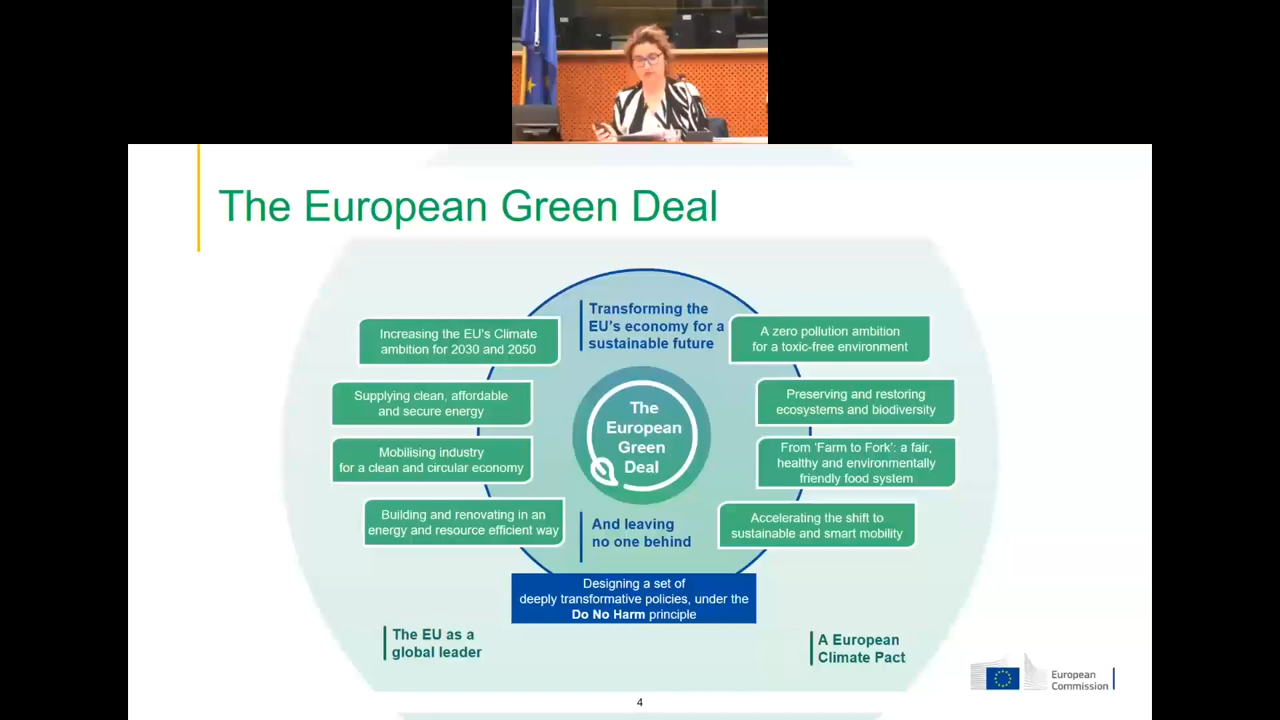 The European Green Deal
Transforming the
EU's economy for a
sustainable future
Increasing the EU's Climate
ambition for 2030 and 2050
Supplying clean, affordable
and secure energy
Mobilising industry
for a clean and circular economy
Building and renovating in an
energy and resource efficient way
The
European
Green
Deal
A zero pollution ambition
for a toxic-free environment
Preserving and restoring
ecosystems and biodiversity
From ‘Farm to Fork’: a fair,
healthy and environmentally
friendly food system
Accelerating the shift to
sustainable and smart mobility
And leaving
no one behind
Designing a set of
deeply transformative policies, under the
Do No Harm principle
The EU as a
global leader
A European
Climate Pact
European
Commission
4